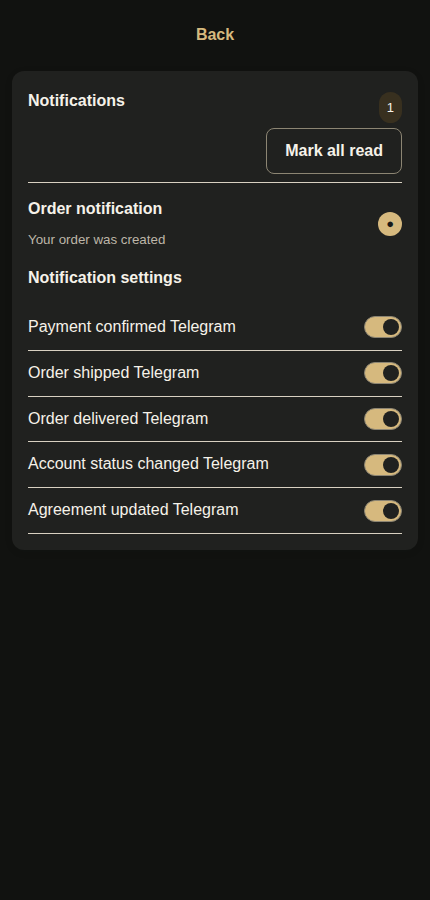 Back
Notifications
1
Mark all read
Order notification
Your order was created
Notification settings
Payment confirmed Telegram
Order shipped Telegram
Order delivered Telegram
Account status changed Telegram
Agreement updated Telegram